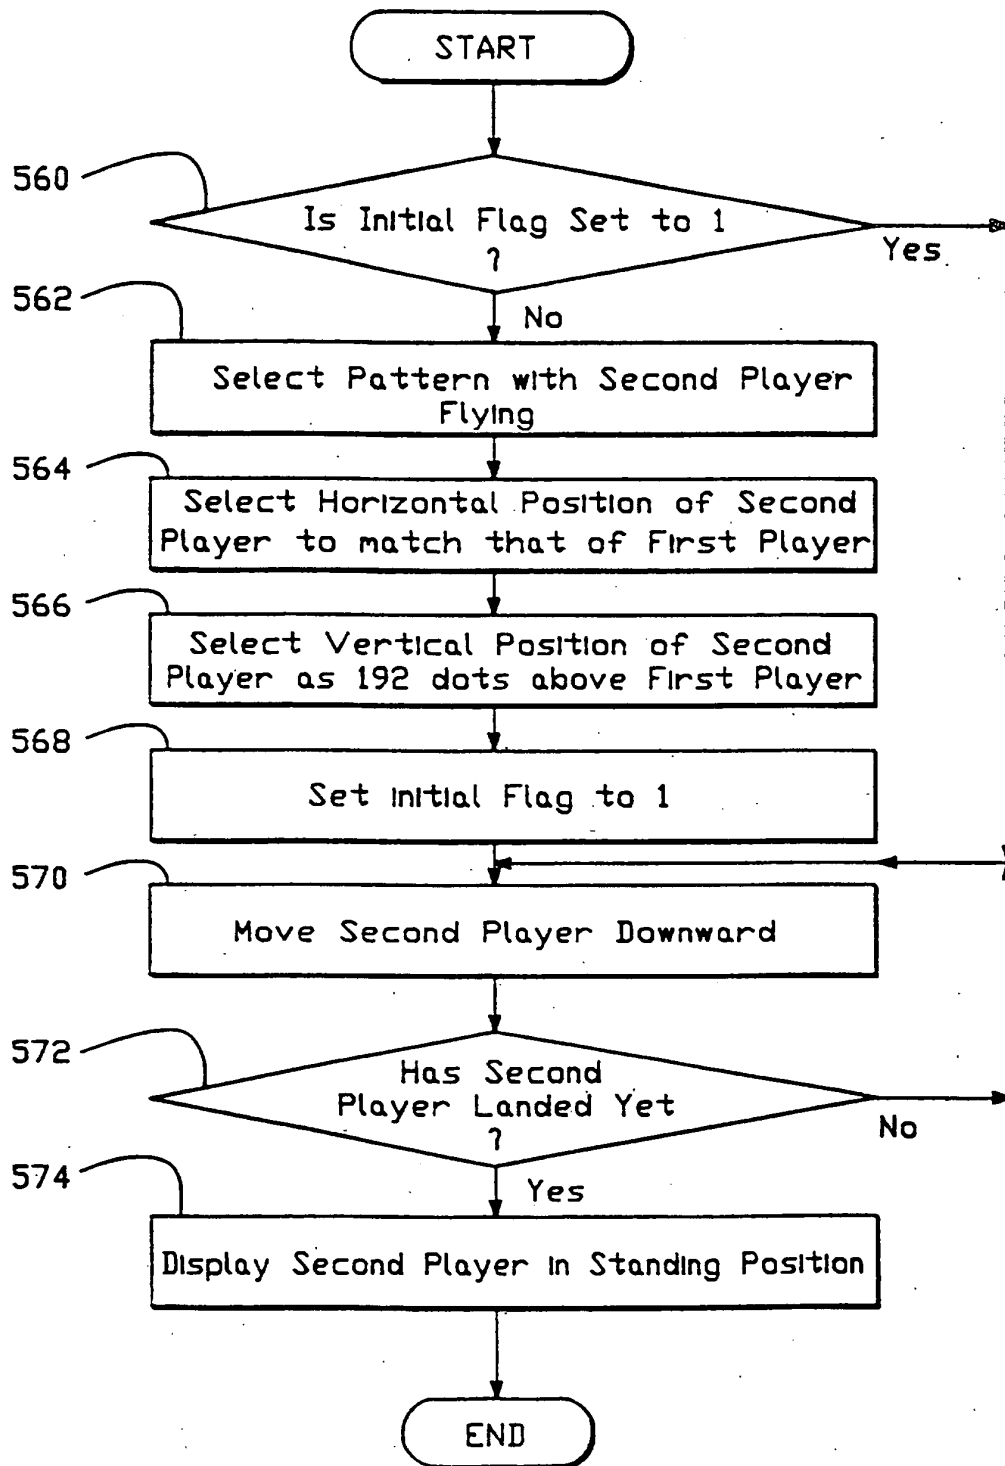 START
560
Is Initial Flag Set to 1
?
Yes
562
No
Select Pattern with Second Player
Flying
564
Select Horizontal Position of Second
Player to match that of First Player
566
Select Vertical Position of Second
Player as 192 dots above First Player
568
Set initial Flag to 1
570
Move Second Player Downward
572
Has Second
Player Landed Yet
?
No
574
Yes
Display Second Player in Standing Position
END